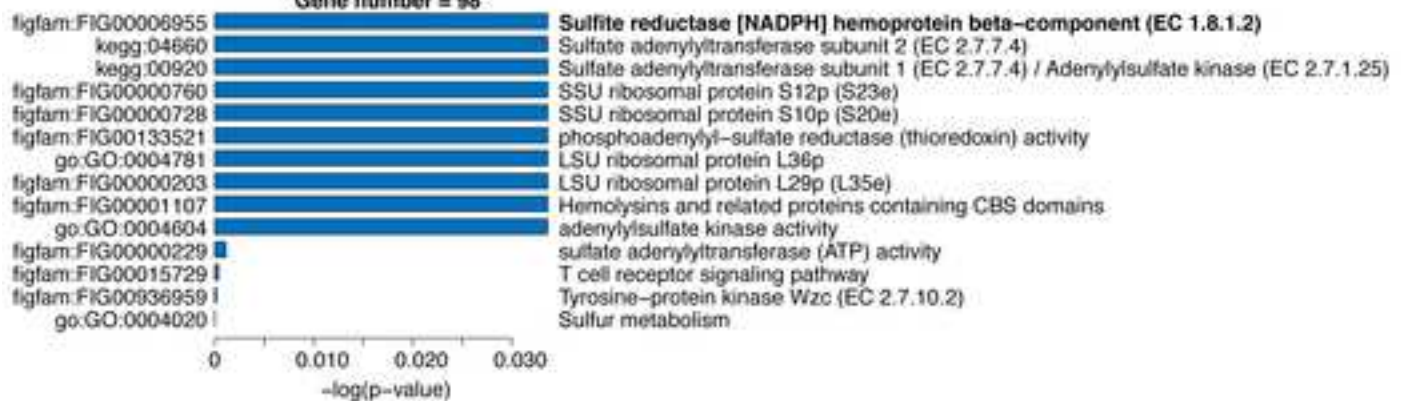 Gene number = 98
figfam:FIG00006955 Sulfite reductase [NADPH] hemoprotein beta−component (EC 1.8.1.2)
kegg:04660 Sulfate adenylyltransferase subunit 2 (EC 2.7.7.4)
kegg:00920 Sulfate adenylyltransferase subunit 1 (EC 2.7.7.4) / Adenylylsulfate kinase (EC 2.7.1.25)
figfam:FIG00000760 SSU ribosomal protein S12p (S23e)
figfam:FIG00000728 SSU ribosomal protein S10p (S20e)
figfam:FIG00133521 phosphoadenylyl−sulfate reductase (thioredoxin) activity
go:GO:0004781 LSU ribosomal protein L36p
figfam:FIG00000203 LSU ribosomal protein L29p (L35e)
figfam:FIG00001107 Hemolysins and related proteins containing CBS domains
go:GO:0004604 adenylylsulfate kinase activity
figfam:FIG00000229 sulfate adenylyltransferase (ATP) activity
figfam:FIG00015729 T cell receptor signaling pathway
figfam:FIG00936959 Tyrosine−protein kinase Wzc (EC 2.7.10.2)
go:GO:0004020 Sulfur metabolism
0 0.010 0.020 0.030
−log(p−value)